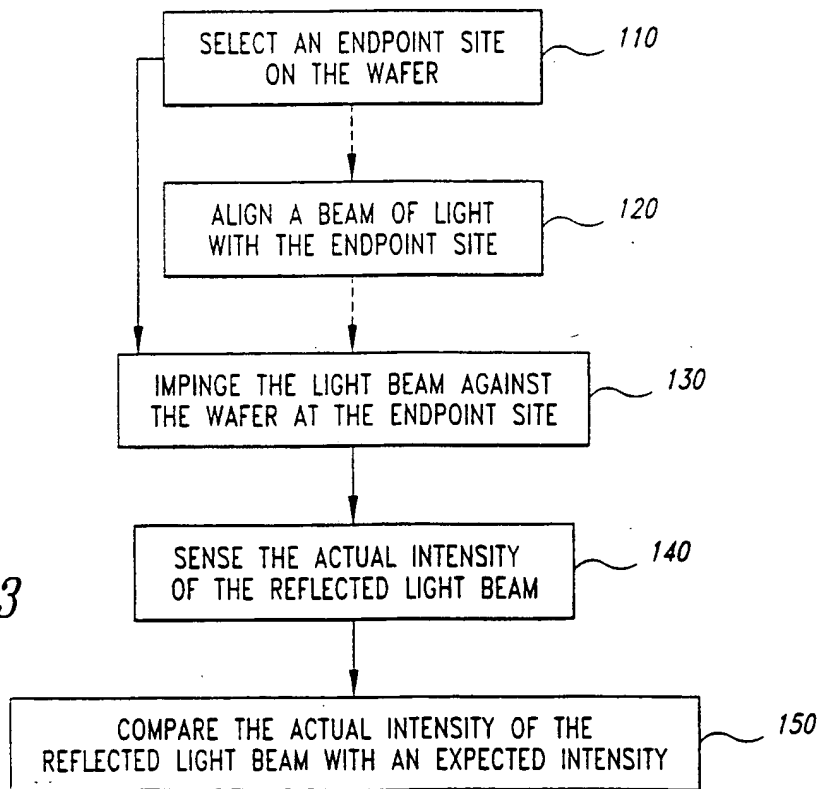 SELECT AN ENDPOINT SITE
ON THE WAFER
110
ALIGN A BEAM OF LIGHT
WITH THE ENDPOINT SITE
120
IMPINGE THE LIGHT BEAM AGAINST
THE WAFER AT THE ENDPOINT SITE
130
SENSE THE ACTUAL INTENSITY
OF THE REFLECTED LIGHT BEAM
140
3
COMPARE THE ACTUAL INTENSITY OF THE
REFLECTED LIGHT BEAM WITH AN EXPECTED INTENSITY
150